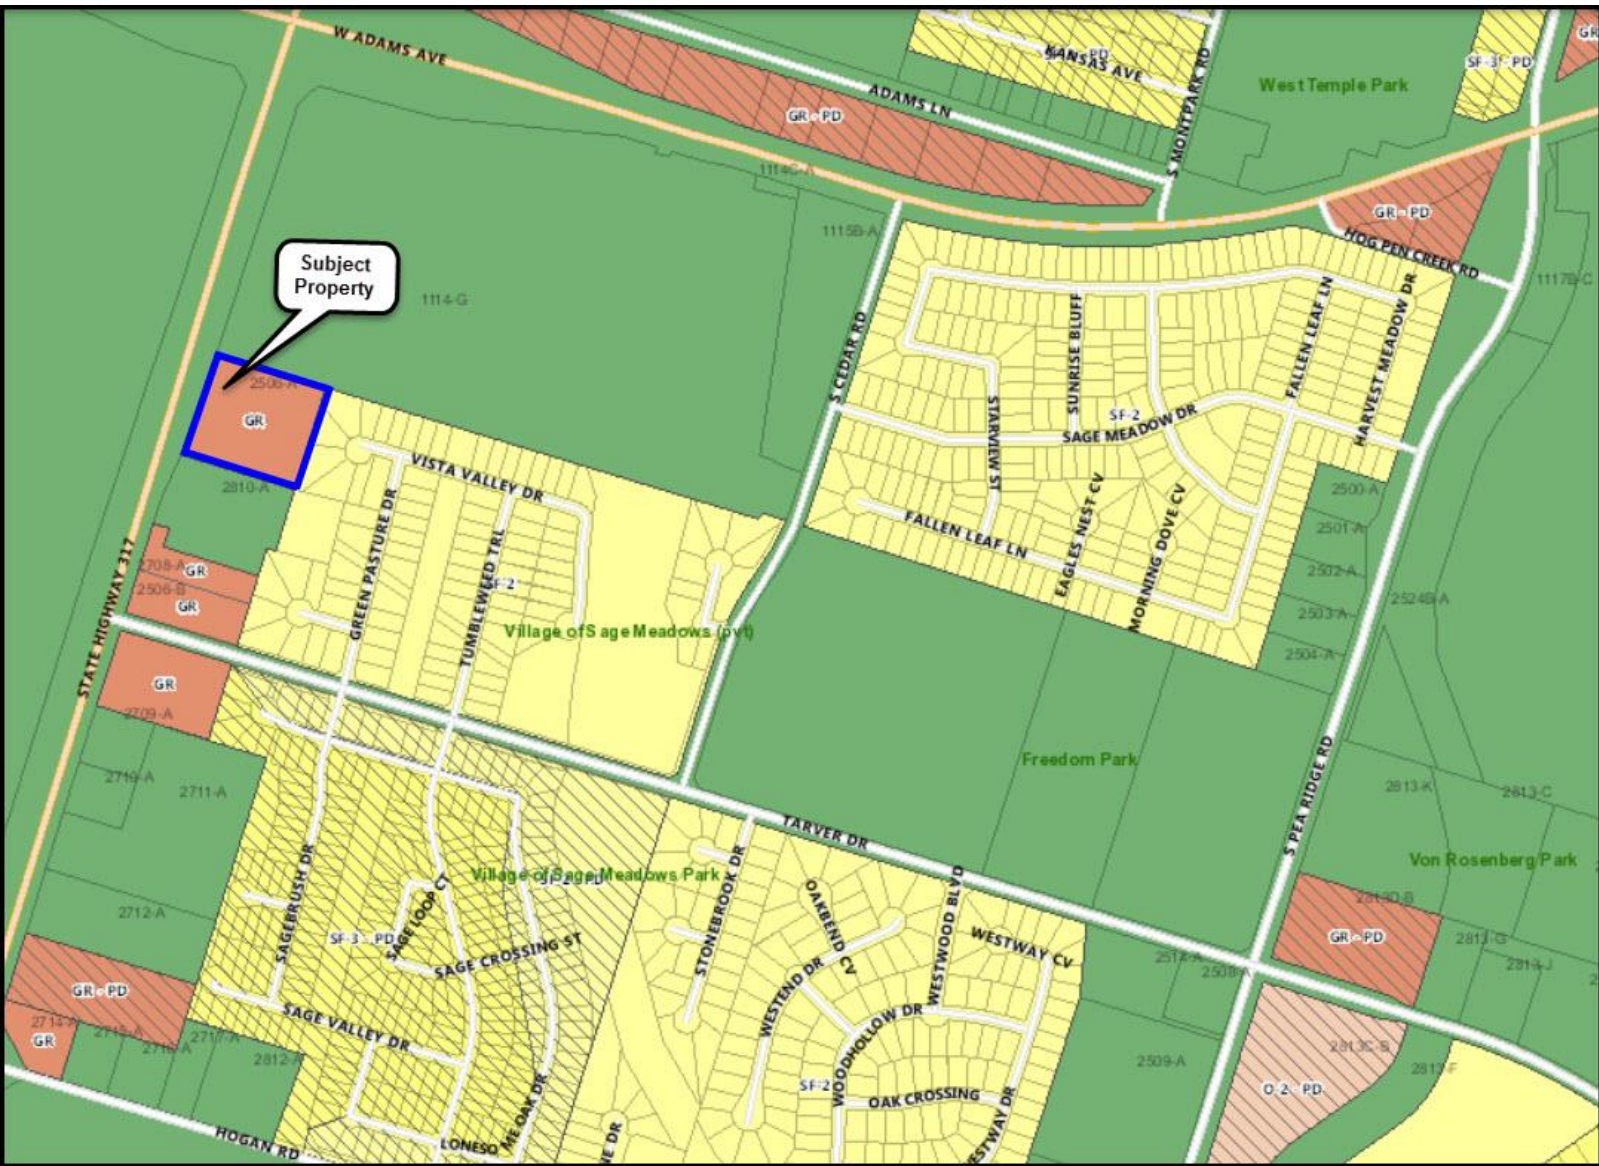 W ADAMS AVE
KANSAS AVE
SF-3 - PD
GR
West Temple Park
ADAMS LN
GR - PD
S MONTPARK RD
1114C-A
1115B-A
GR - PD
HOG PEN CREEK RD
1117B-C
Subject
Property
1114-G
2506-A
GR
2810-A
S CEDAR RD
SUNRISE BLUFF
FALLEN LEAF LN
HARVEST MEADOW DR
SF-2
SAGE MEADOW DR
STARVIEW ST
VISTA VALLEY DR
GREEN PASTURE DR
TUMBLEWEED TRL
SF-2
FALLEN LEAF LN
EAGLES NEST CV
MORNING DOVE CV
2500-A
2501-A
2502-A
2503-A
2504-A
2524B-A
STATE HIGHWAY 317
2708-A
GR
2506-B
GR
Village of Sage Meadows (pvt)
GR
2709-A
2710-A
2711-A
Freedom Park
S PEA RIDGE RD
2813-K
2813-C
TARVER DR
Von Rosenberg Park
Village of Sage Meadows Park
SAGEBRUSH DR
SAGE LOOP CT
SF-3 - PD
SAGE CROSSING ST
STONEBROOK DR
OAKBEND CV
WESTWOOD BLVD
WESTWAY CV
WESTEND DR
2712-A
2813D-B
GR - PD
2813-G
2813-J
2514-A
2508-A
GR - PD
2714-A
GR
2717-A
2812-A
SAGE VALLEY DR
WOODHOLLOW DR
SF-2
OAK CROSSING
2509-A
2813C-B
O-2 - PD
2813-F
HOGAN RD